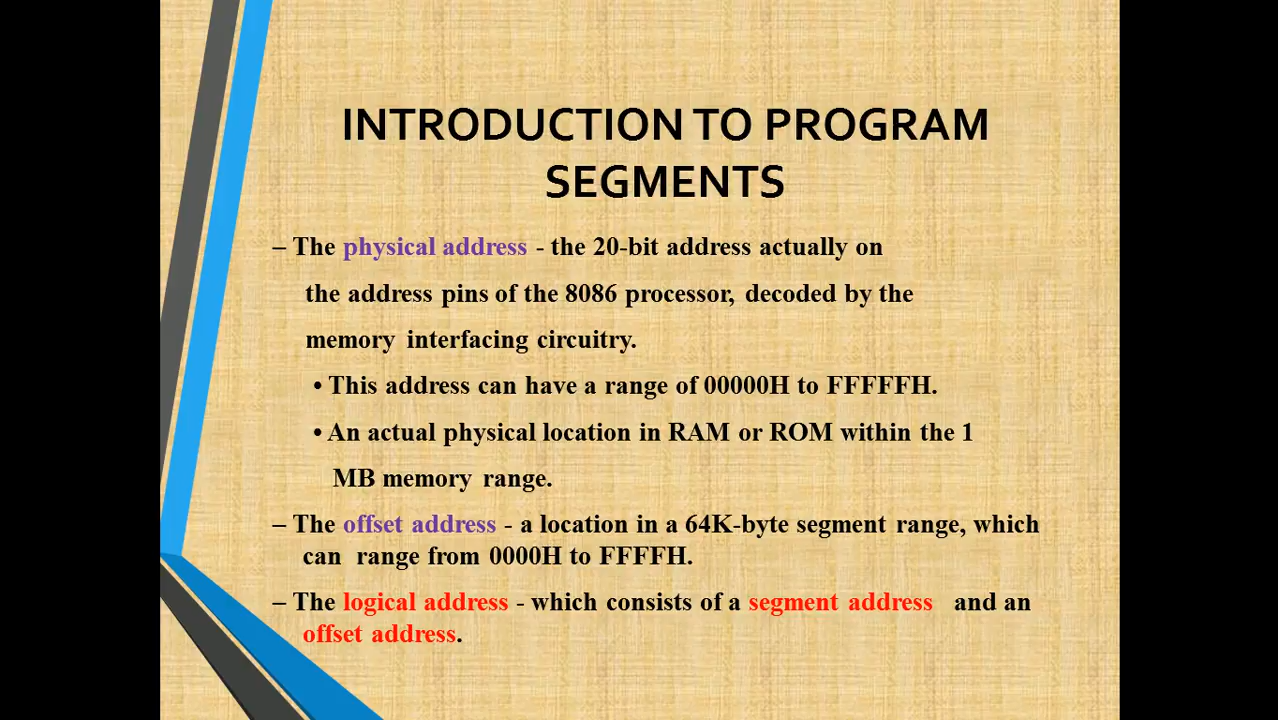 INTRODUCTION TO PROGRAM
SEGMENTS
– The physical address - the 20-bit address actually on
the address pins of the 8086 processor, decoded by the
memory interfacing circuitry.
• This address can have a range of 00000H to FFFFFH.
• An actual physical location in RAM or ROM within the 1
MB memory range.
– The offset address - a location in a 64K-byte segment range, which
can range from 0000H to FFFFH.
– The logical address - which consists of a segment address and an
offset address.